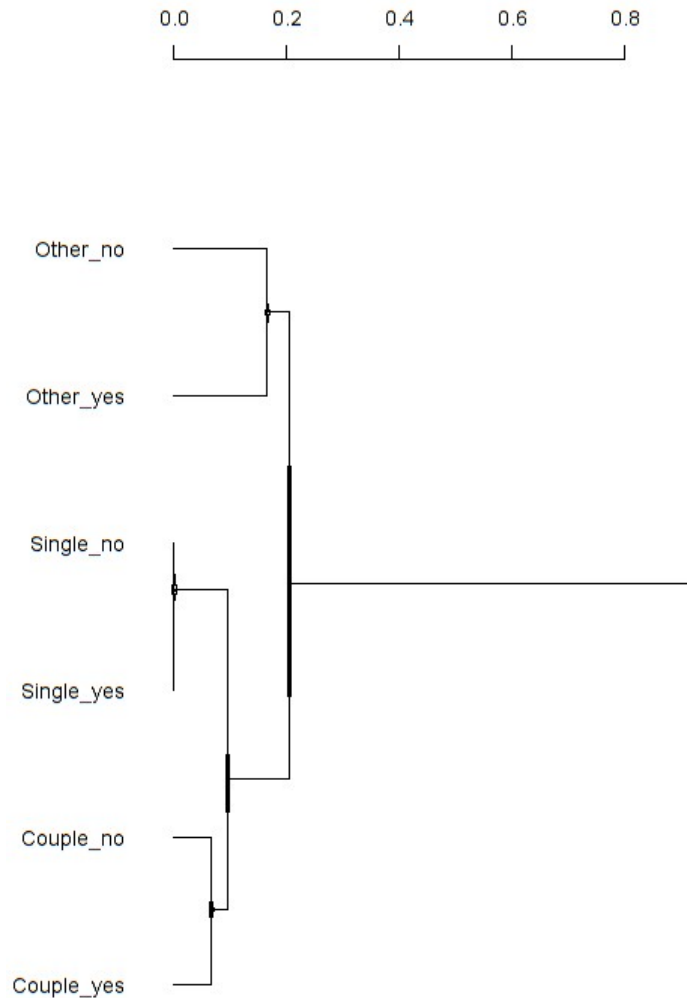 0.0 0.2 0.4 0.6 0.8
Other_no
Other_yes
Single_no
Single_yes
Couple_no
Couple_yes